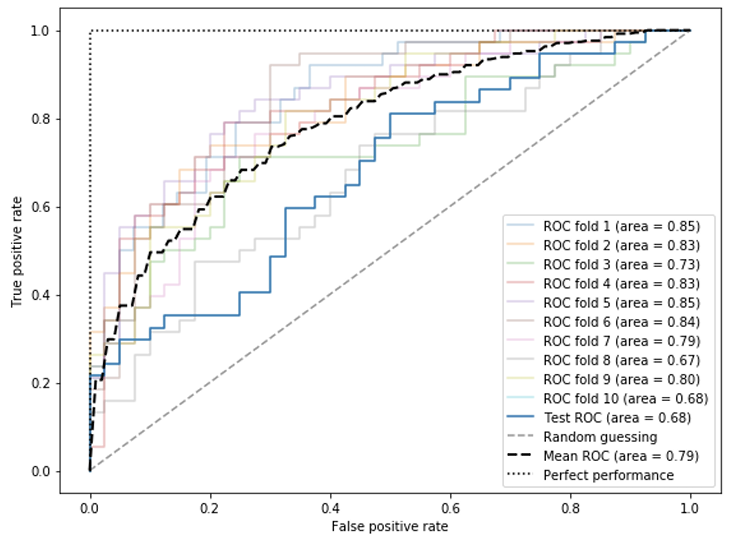 1.0
0.8
0.6
0.4
0.2
0.0
True positive rate
0.0 0.2 0.4 0.6 0.8 1.0
False positive rate
ROC fold 1 (area = 0.85)
ROC fold 2 (area = 0.83)
ROC fold 3 (area = 0.73)
ROC fold 4 (area = 0.83)
ROC fold 5 (area = 0.85)
ROC fold 6 (area = 0.84)
ROC fold 7 (area = 0.79)
ROC fold 8 (area = 0.67)
ROC fold 9 (area = 0.80)
ROC fold 10 (area = 0.68)
Test ROC (area = 0.68)
Random guessing
Mean ROC (area = 0.79)
Perfect performance